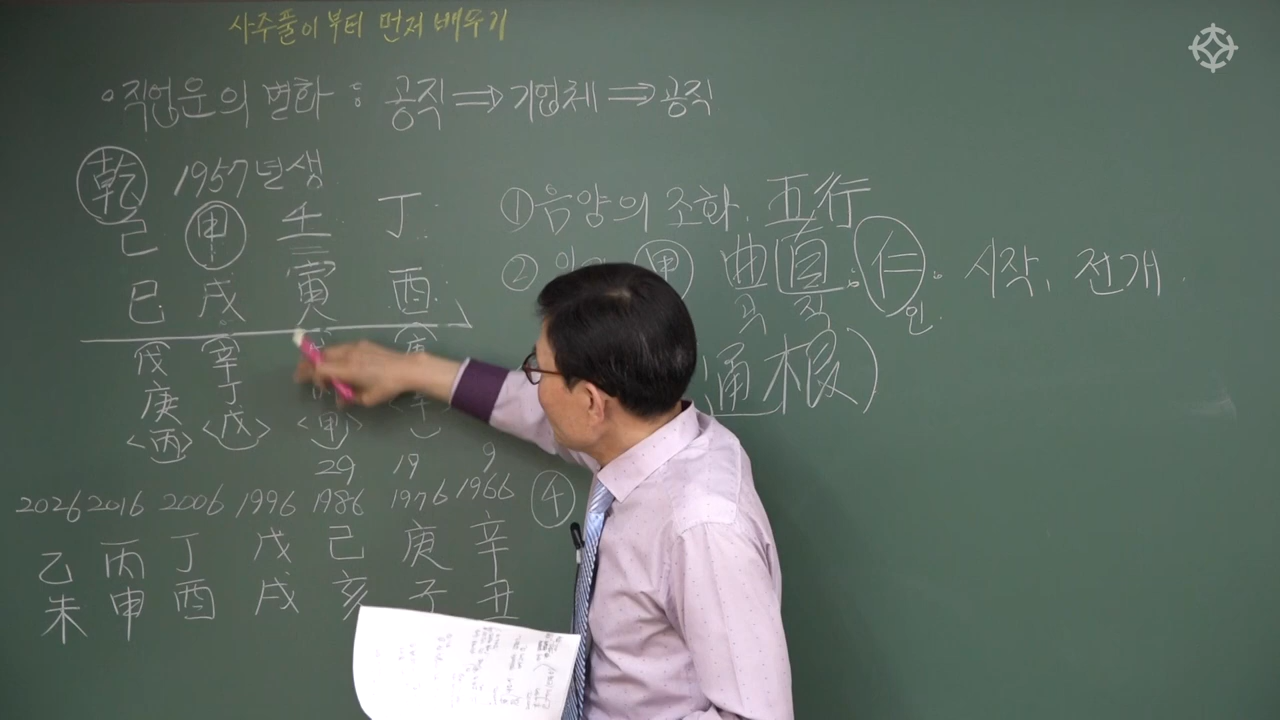 사주풀이부터 먼저 배우기
◦직업운의 변화 : 공직 ⇒ 기업체 ⇒ 공직
乾 1957년생
己 甲 壬 丁
巳 戌 寅 酉
戊 辛 庚
庚 丁
<丙> <戊> <甲>
29 19 9
2026 2016 2006 1996 1986 1976 1966
乙 丙 丁 戊 己 庚 辛
未 申 酉 戌 亥 子 丑
① 음양의 조화. 五行
② 甲 曲直 : 仁 : 시작, 전개
곡 직 인
通根)
④